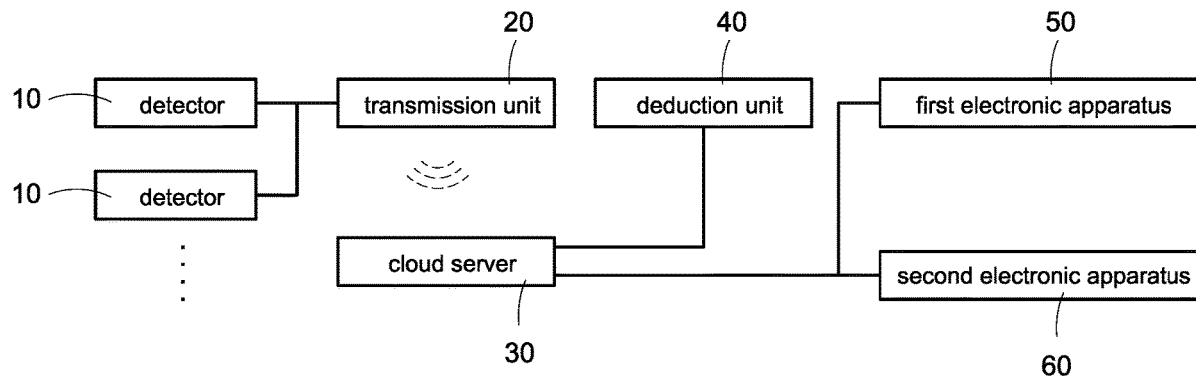 20
40
50
10
detector
transmission unit
deduction unit
first electronic apparatus
10
detector
cloud server
second electronic apparatus
30
60